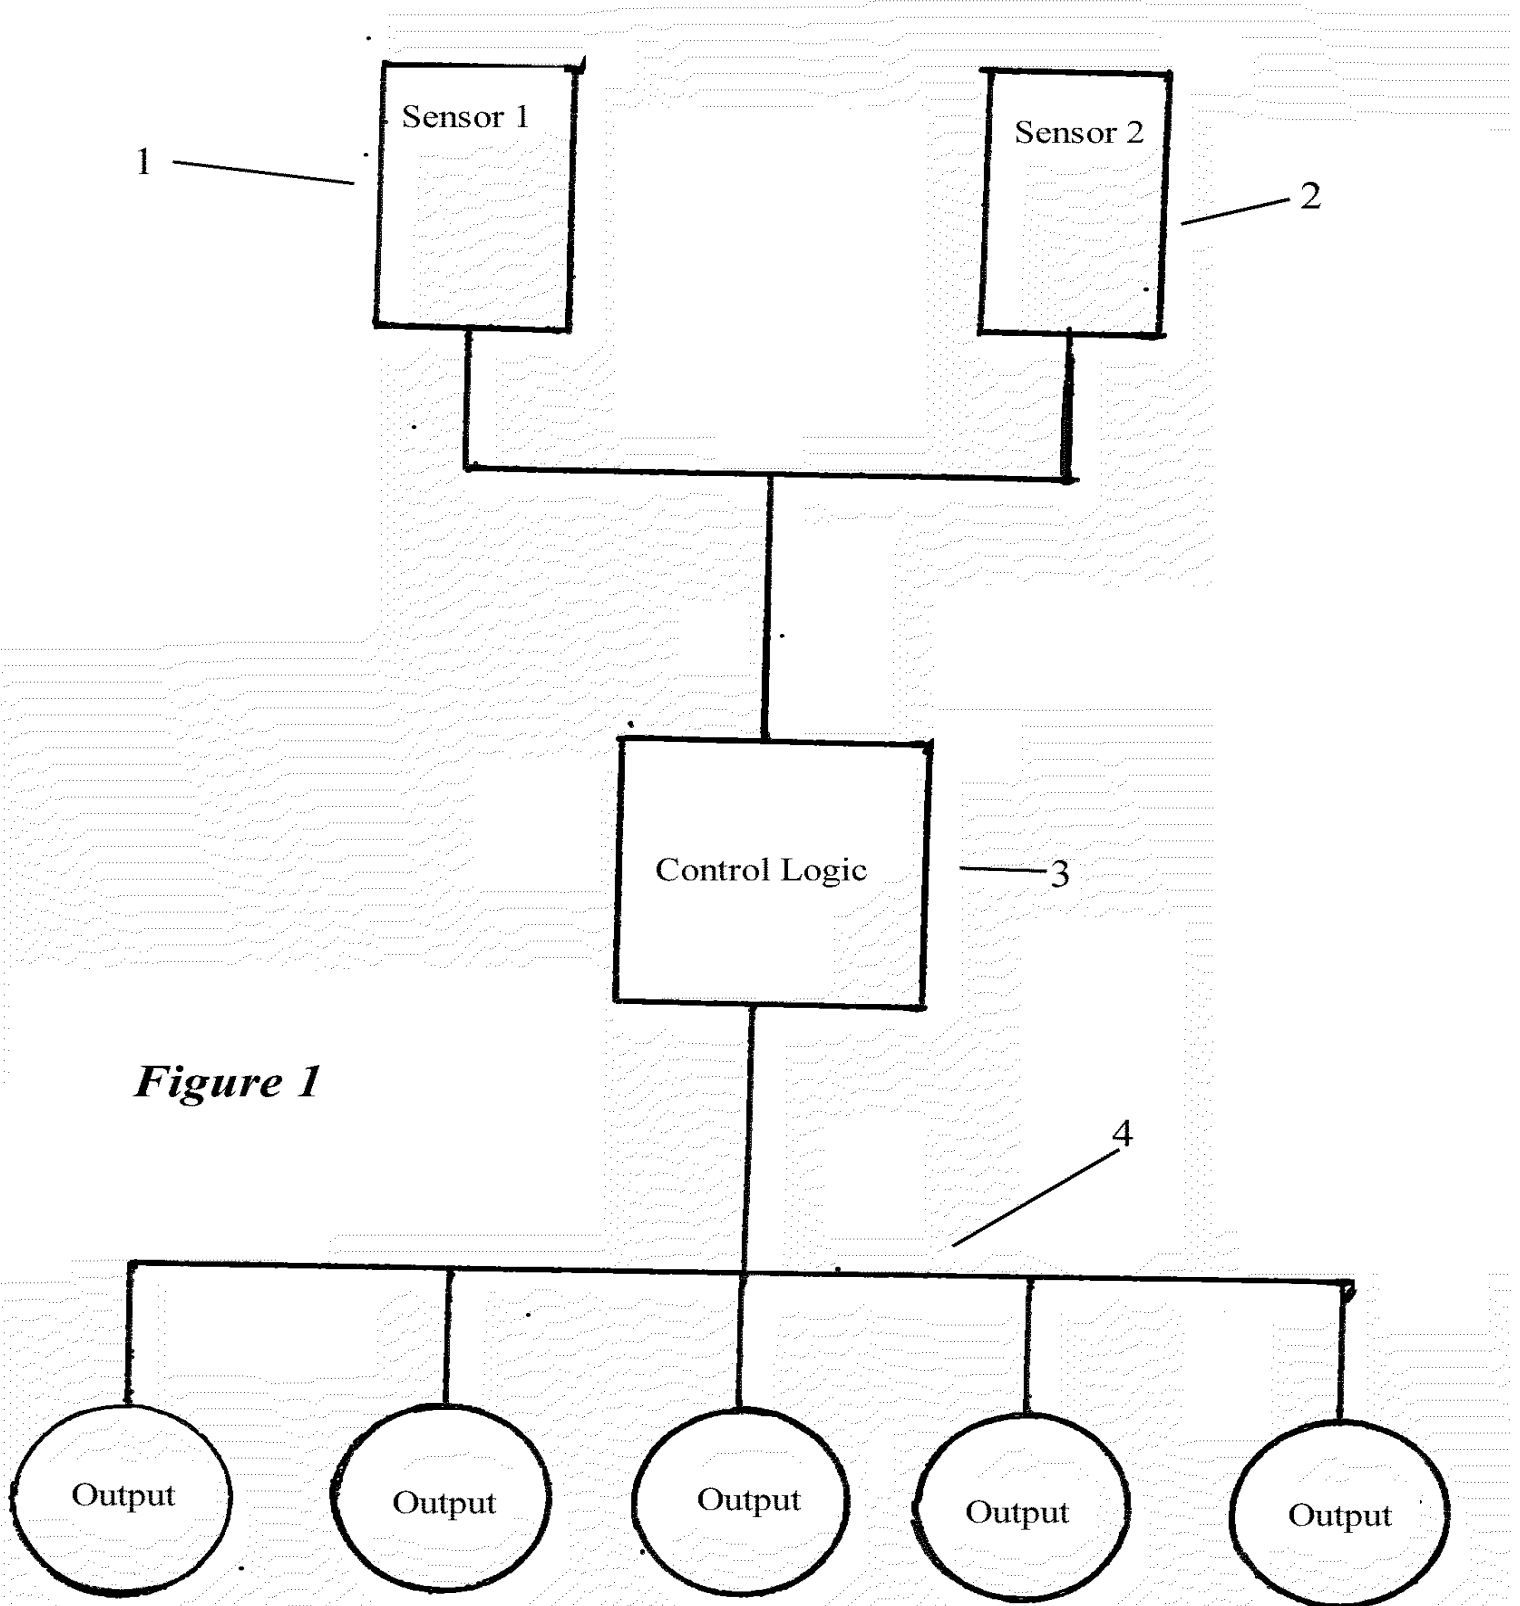 Sensor 1
Sensor 2
1
2
Control Logic
3
Figure 1
4
Output
Output
Output
Output
Output